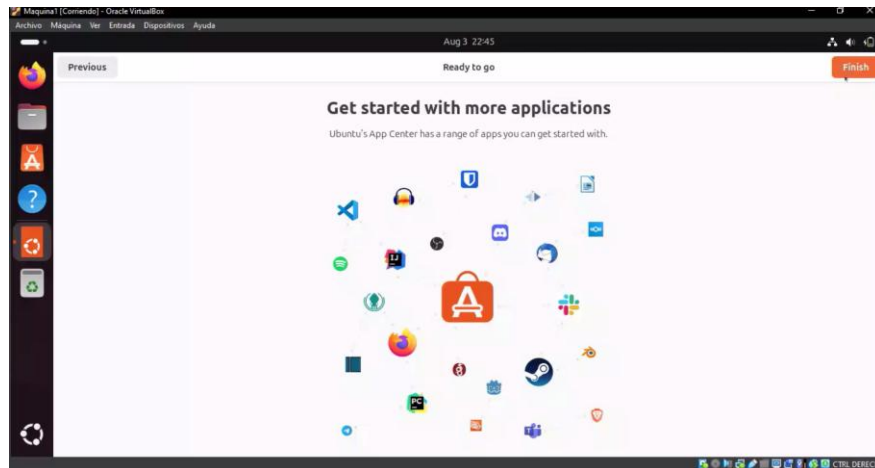 Maquina1 [Corriendo] - Oracle VirtualBox
Archivo Máquina Ver Entrada Dispositivos Ayuda
Aug 3 22:45
Previous
Ready to go
Finish
Get started with more applications
Ubuntu's App Center has a range of apps you can get started with.
CTRL DEREC